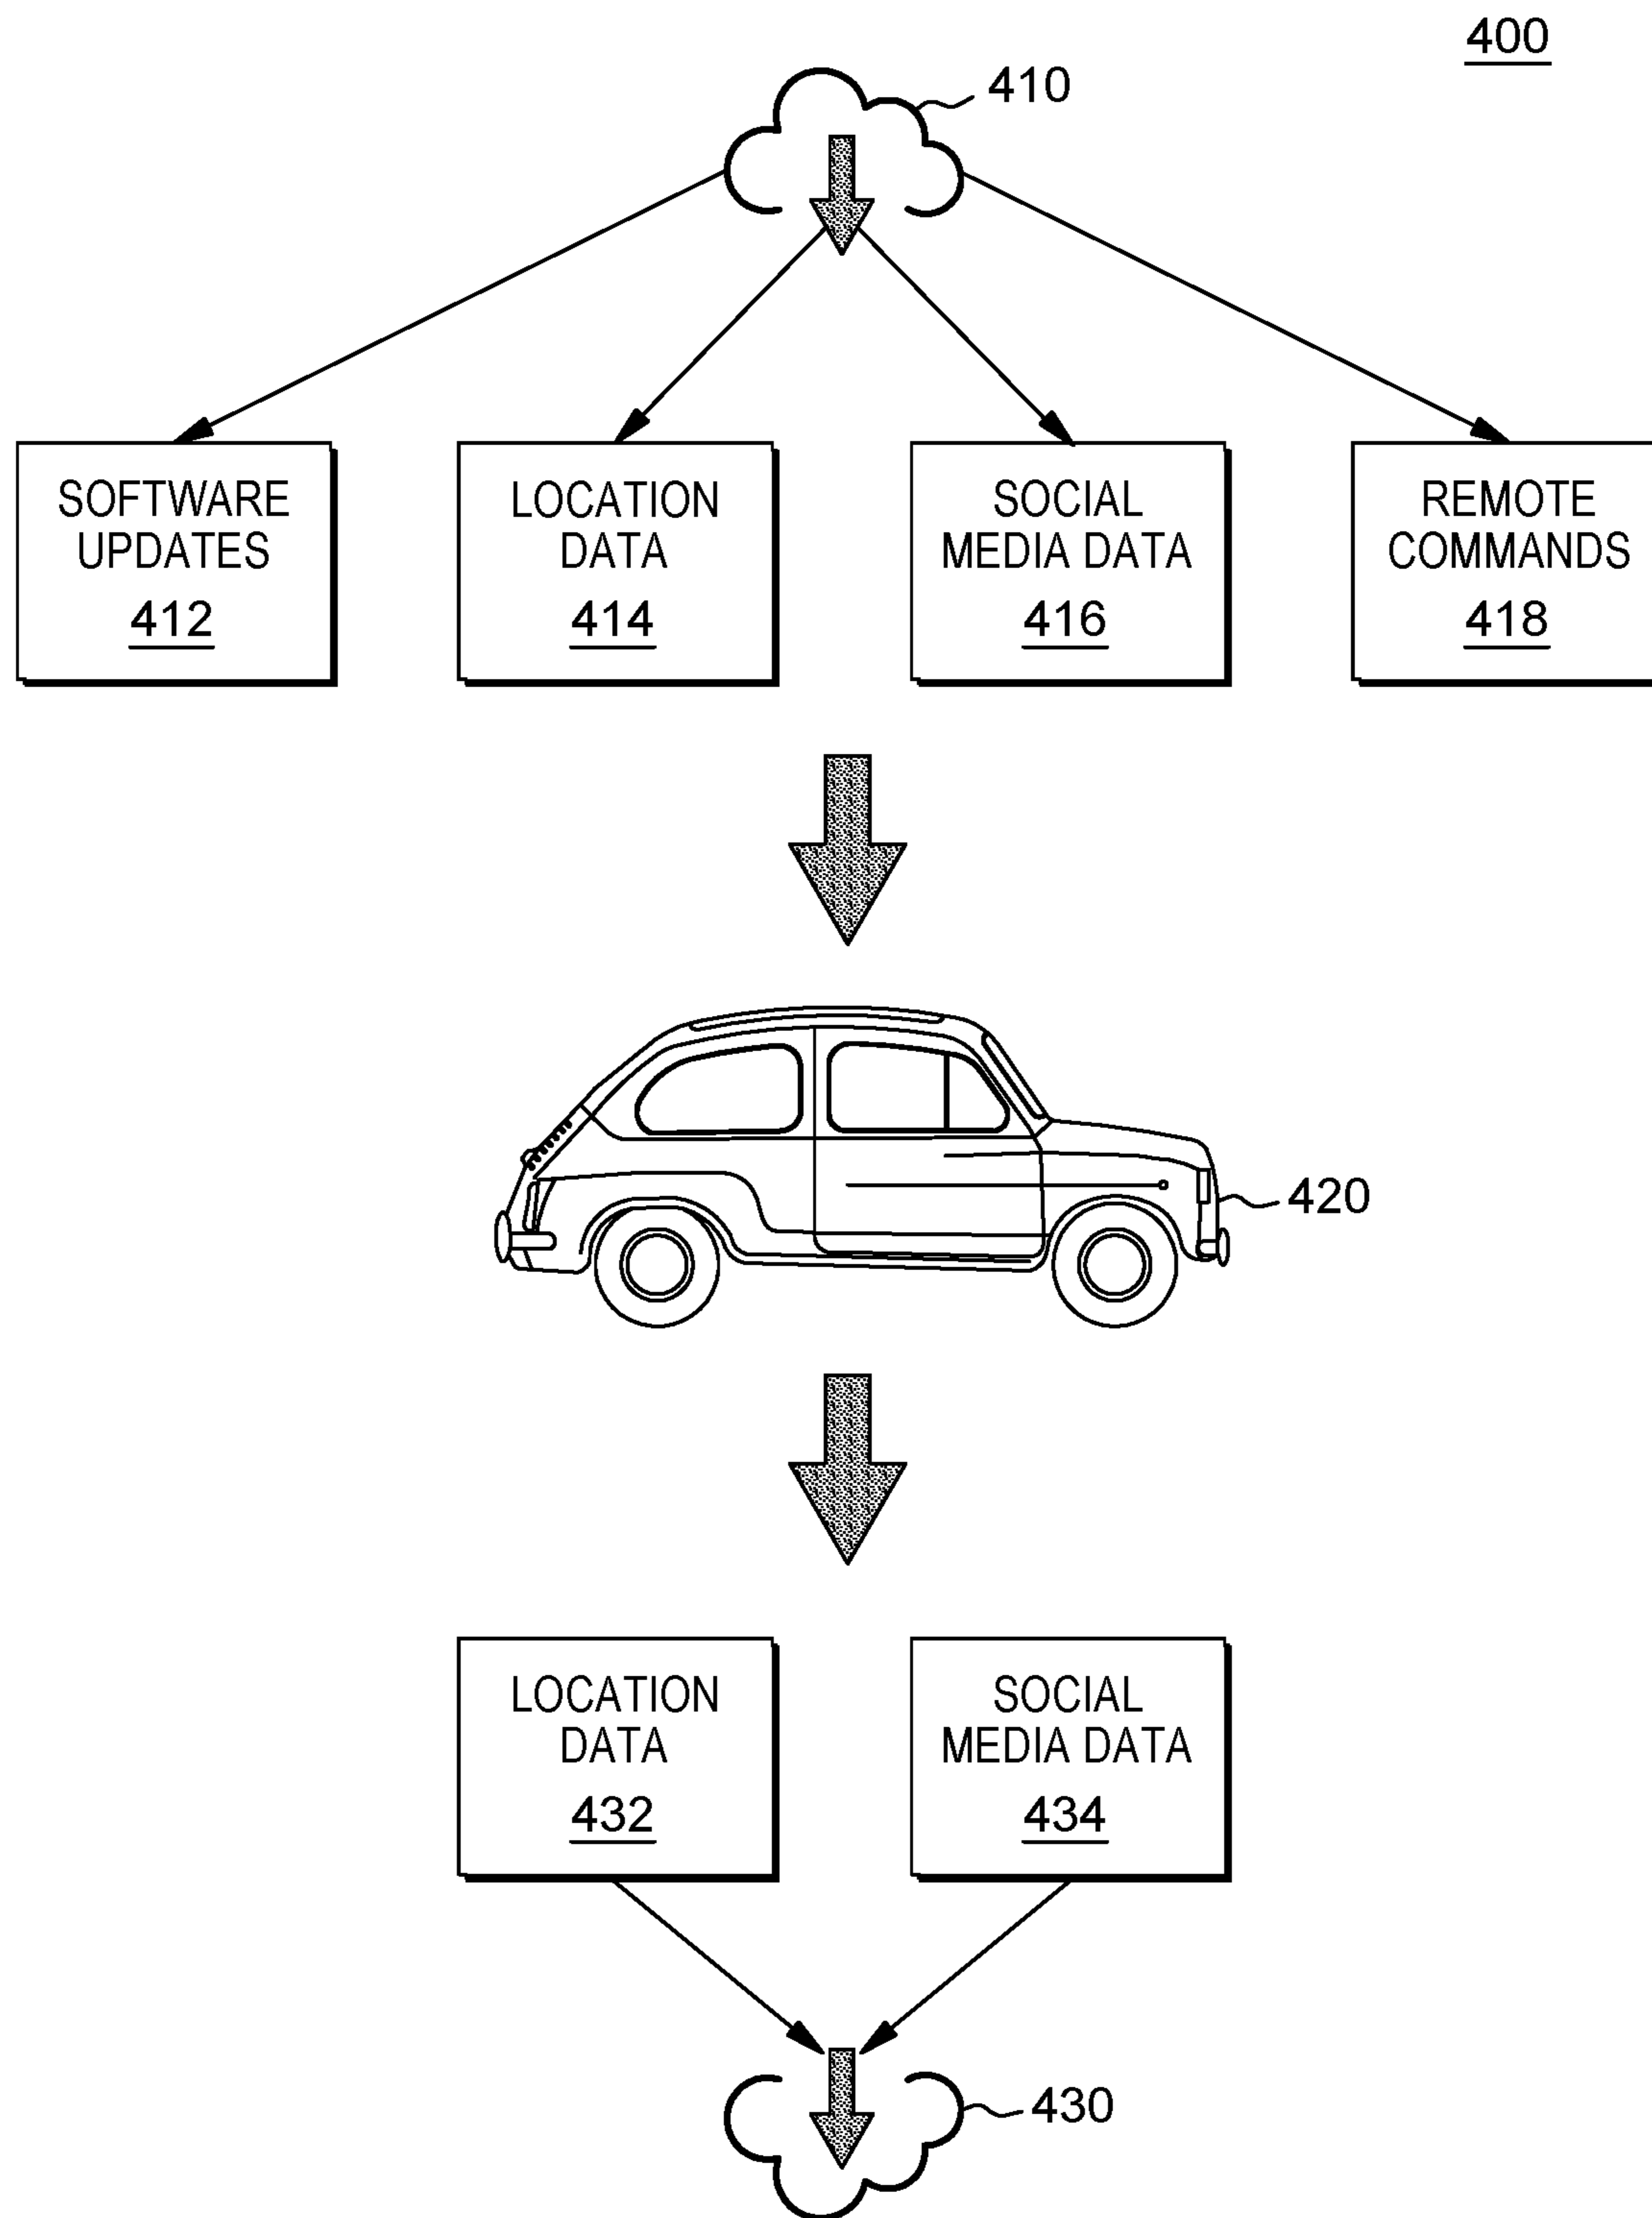 400
410
SOFTWARE
UPDATES
412
LOCATION
DATA
414
SOCIAL
MEDIA DATA
416
REMOTE
COMMANDS
418
420
LOCATION
DATA
432
SOCIAL
MEDIA DATA
434
430